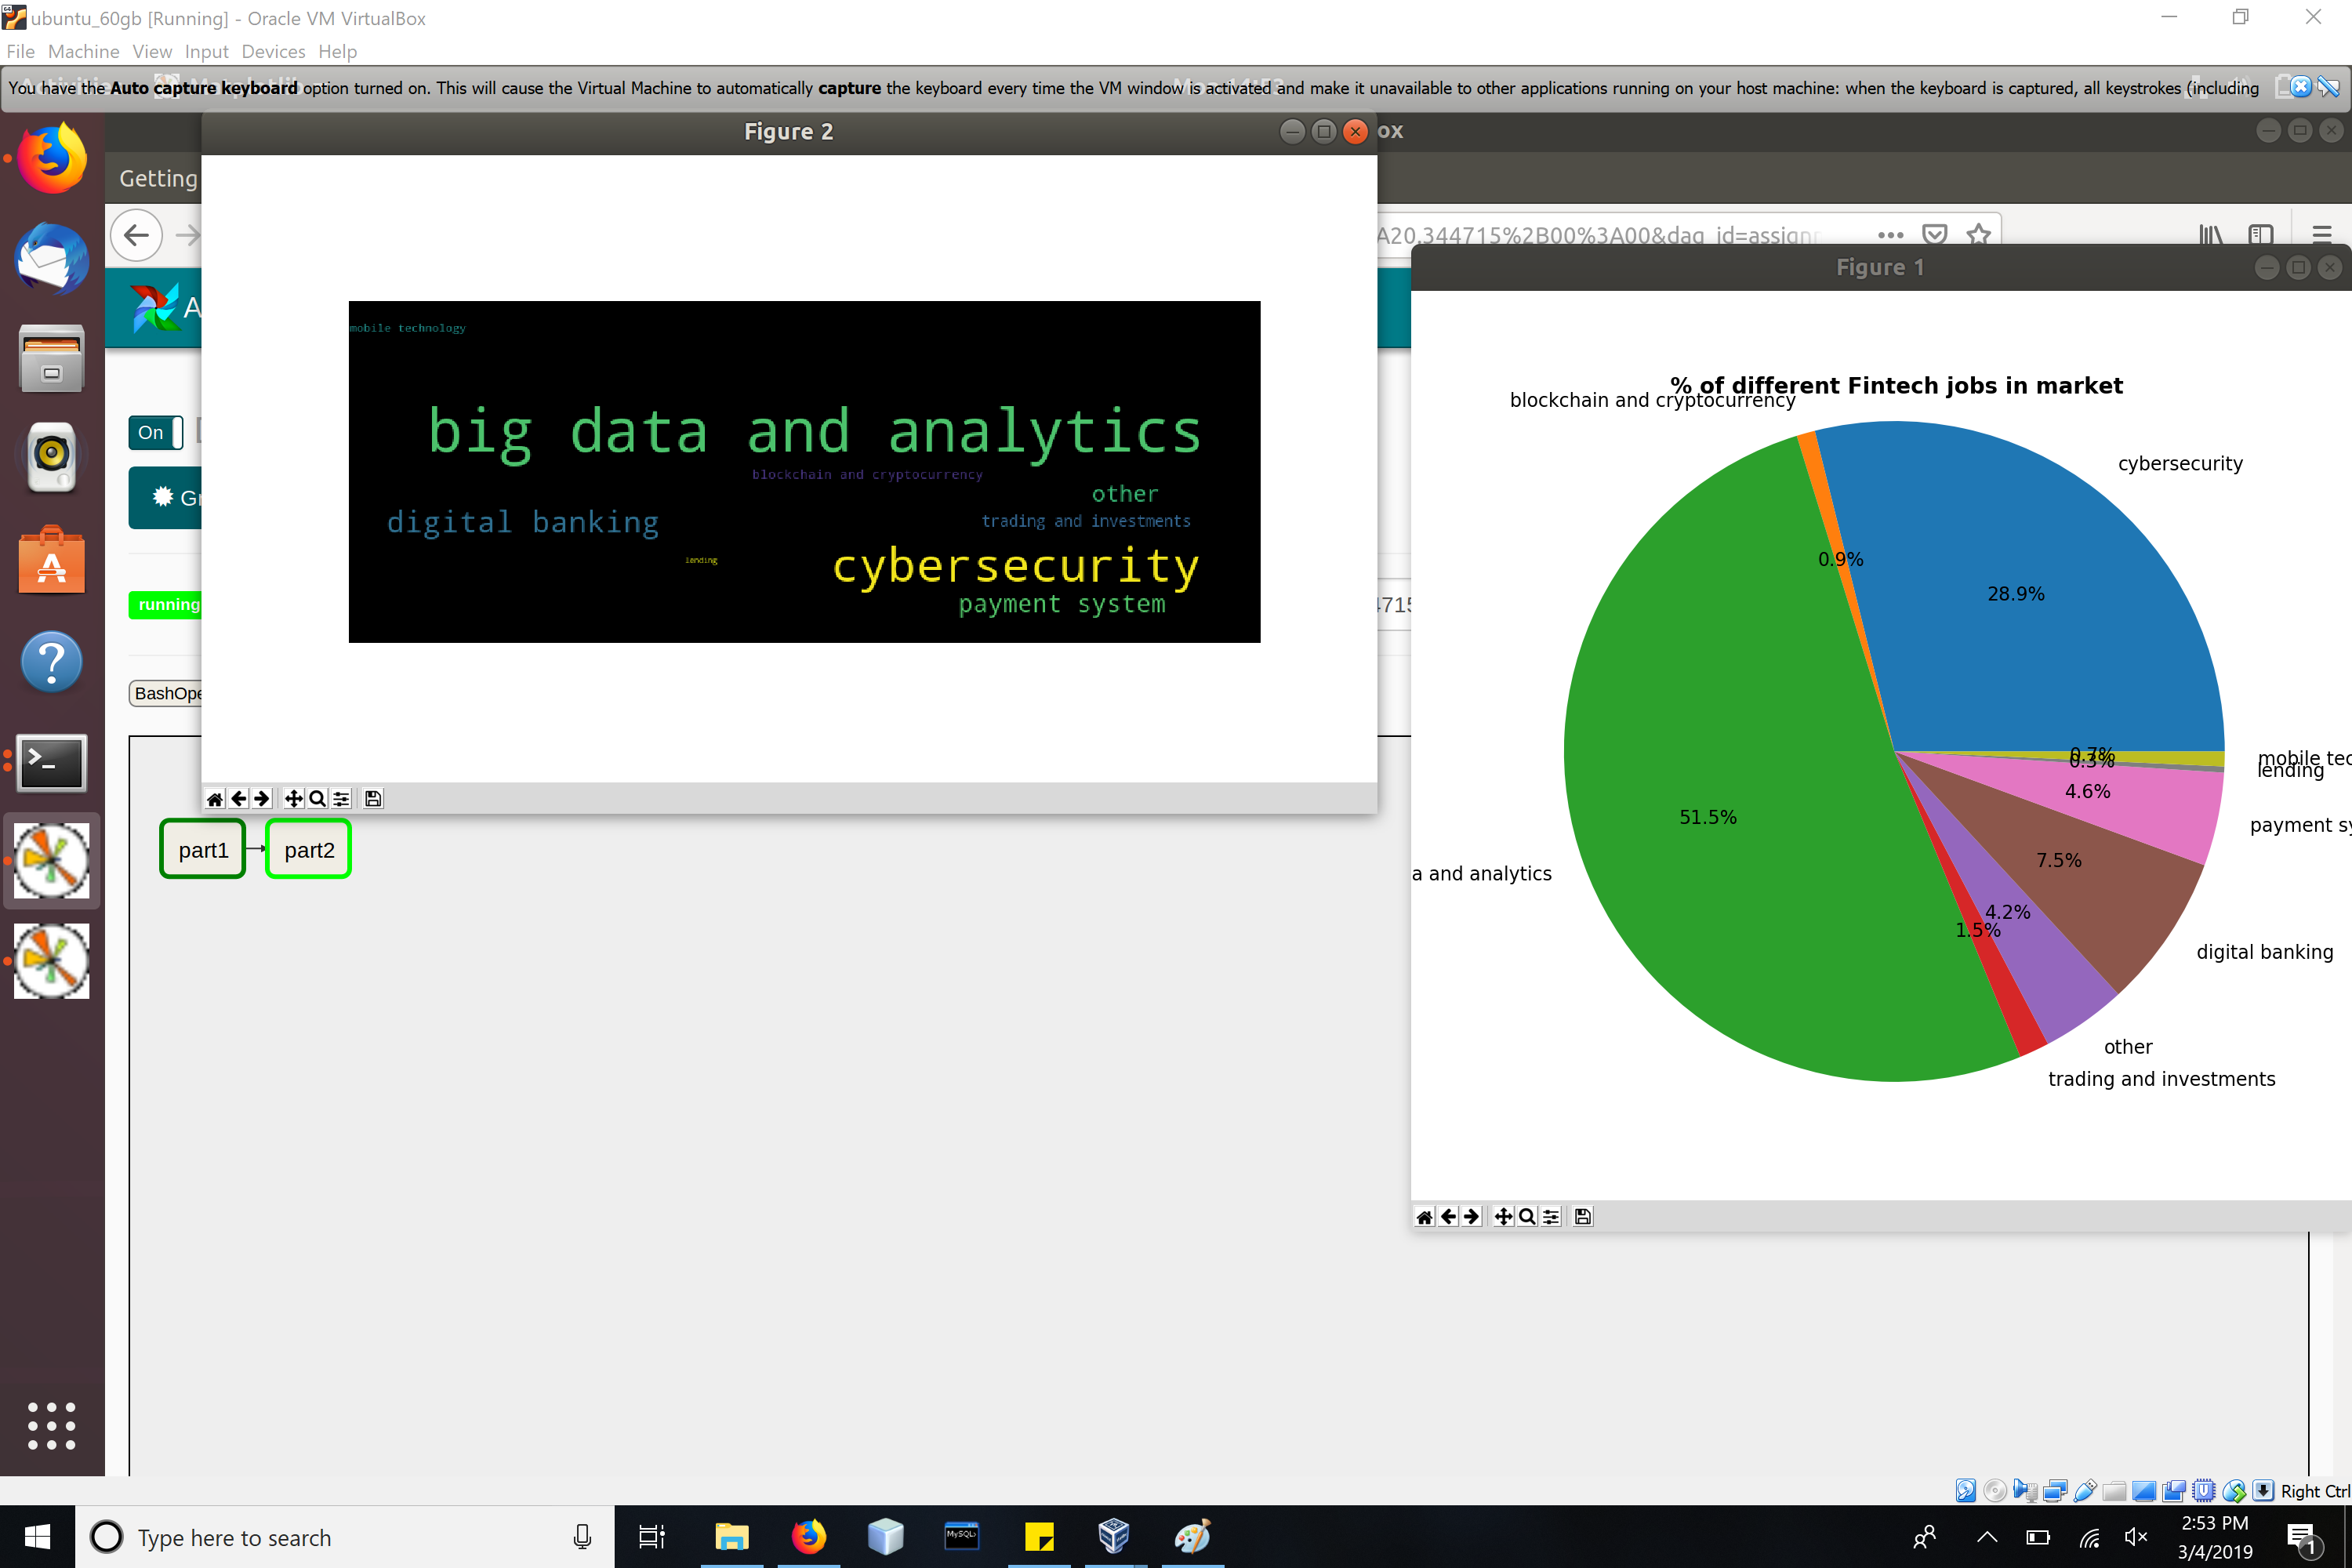 ubuntu_60gb [Running] - Oracle VM VirtualBox
File Machine View Input Devices Help
You have the Auto capture keyboard option turned on. This will cause the Virtual Machine to automatically capture the keyboard every time the VM window is activated and make it unavailable to other applications running on your host machine: when the keyboard is captured, all keystrokes (including
Figure 2
ox
Getting
A20.344715%2B00%3A00&dag_id=assign
A
Figure 1
On
Gr
running
BashOpe
4715
mobile technology
big data and analytics
blockchain and cryptocurrency
other
digital banking
trading and investments
lending
cybersecurity
payment system
part1
part2
% of different Fintech jobs in market
blockchain and cryptocurrency
cybersecurity
0.9%
28.9%
0.7%
mobile tec
0.3%
lending
4.6%
51.5%
payment sy
7.5%
a and analytics
4.2%
1.5%
digital banking
other
trading and investments
Right Ctrl
Type here to search
MySQL>
2:53 PM
3/4/2019
1